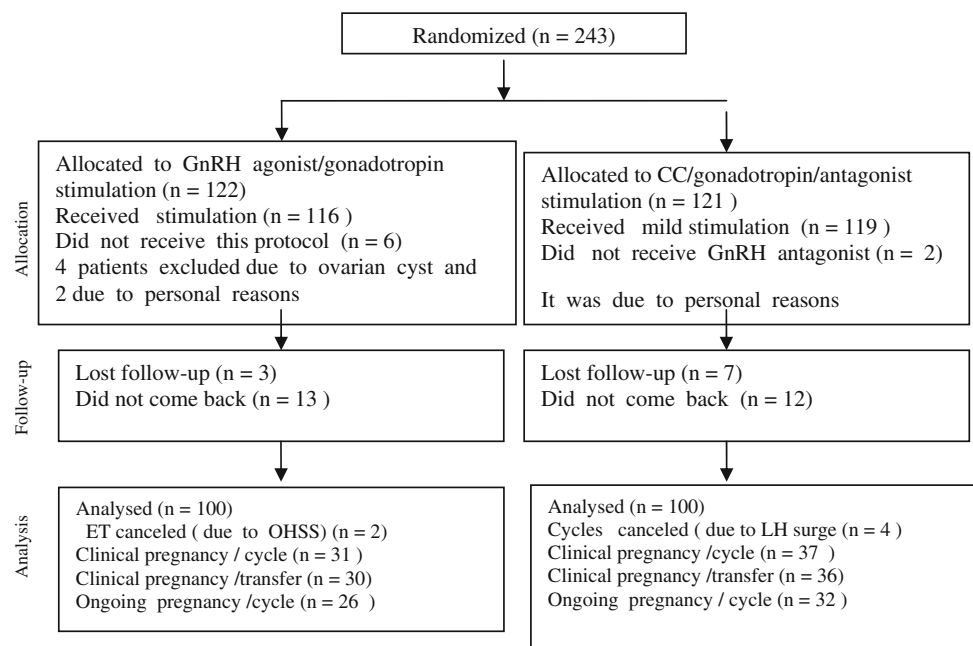 Randomized (n = 243)
Allocation
Allocated to GnRH agonist/gonadotropin
stimulation (n = 122)
Received stimulation (n = 116 )
Did not receive this protocol (n = 6)
4 patients excluded due to ovarian cyst and
2 due to personal reasons
Allocated to CC/gonadotropin/antagonist
stimulation (n = 121 )
Received mild stimulation (n = 119 )
Did not receive GnRH antagonist (n = 2)
It was due to personal reasons
Follow-up
Lost follow-up (n = 3)
Did not come back (n = 13 )
Lost follow-up (n = 7)
Did not come back (n = 12)
Analysis
Analysed (n = 100)
ET canceled ( due to OHSS) (n = 2)
Clinical pregnancy / cycle (n = 31)
Clinical pregnancy /transfer (n = 30)
Ongoing pregnancy /cycle (n = 26 )
Analysed (n = 100)
Cycles canceled ( due to LH surge (n = 4 )
Clinical pregnancy /cycle (n = 37 )
Clinical pregnancy /transfer (n = 36)
Ongoing pregnancy / cycle (n = 32)